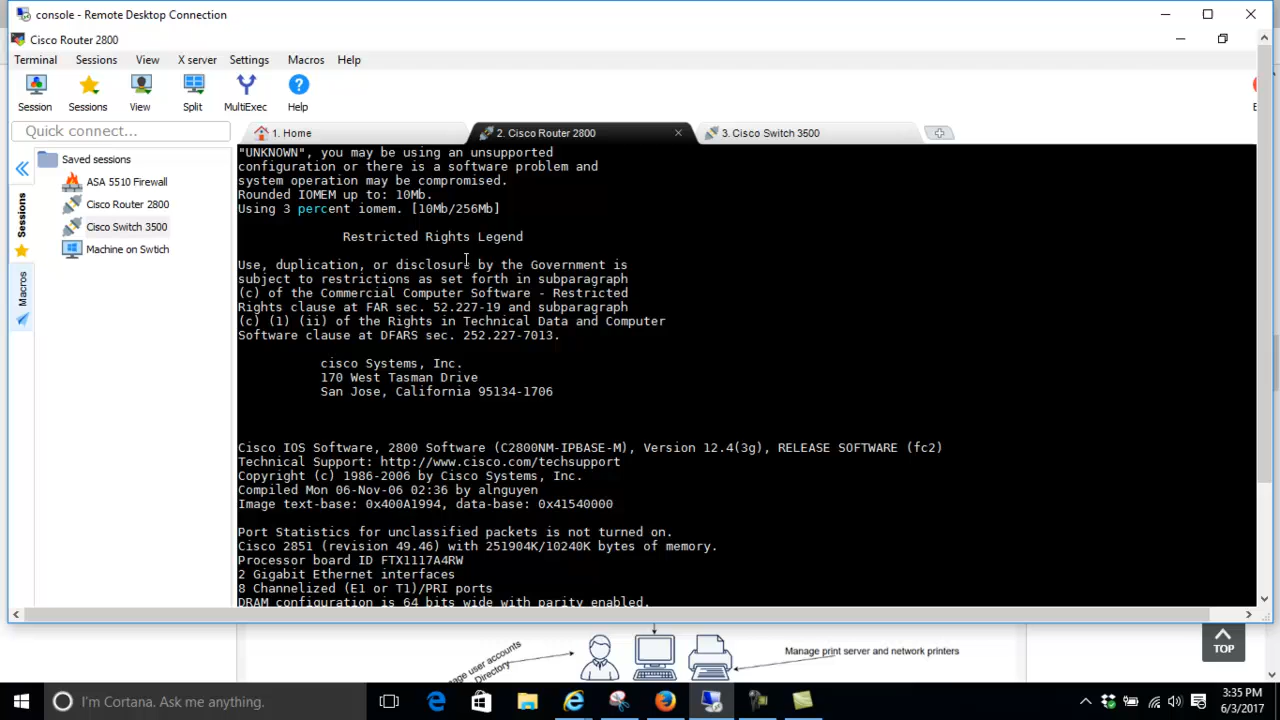 console - Remote Desktop Connection
Cisco Router 2800
Terminal Sessions View X server Settings Macros Help
Session Sessions View Split MultiExec Help
Quick connect...
1. Home
2. Cisco Router 2800
3. Cisco Switch 3500
Saved sessions
ASA 5510 Firewall
Cisco Router 2800
Cisco Switch 3500
Machine on Swtich
Sessions
Macros
"UNKNOWN", you may be using an unsupported
configuration or there is a software problem and
system operation may be compromised.
Rounded IOMEM up to: 10Mb.
Using 3 percent iomem. [10Mb/256Mb]
Restricted Rights Legend
Use, duplication, or disclosure by the Government is
subject to restrictions as set forth in subparagraph
(c) of the Commercial Computer Software - Restricted
Rights clause at FAR sec. 52.227-19 and subparagraph
(c) (1) (ii) of the Rights in Technical Data and Computer
Software clause at DFARS sec. 252.227-7013.
cisco Systems, Inc.
170 West Tasman Drive
San Jose, California 95134-1706
Cisco IOS Software, 2800 Software (C2800NM-IPBASE-M), Version 12.4(3g), RELEASE SOFTWARE (fc2)
Technical Support: http://www.cisco.com/techsupport
Copyright (c) 1986-2006 by Cisco Systems, Inc.
Compiled Mon 06-Nov-06 02:36 by alnguyen
Image text-base: 0x400A1994, data-base: 0x41540000
Port Statistics for unclassified packets is not turned on.
Cisco 2851 (revision 49.46) with 251904K/10240K bytes of memory.
Processor board ID FTX1117A4RW
2 Gigabit Ethernet interfaces
8 Channelized (E1 or T1)/PRI ports
DRAM configuration is 64 bits wide with parity enabled.
user accounts
Directory
Manage print server and network printers
TOP
I'm Cortana. Ask me anything.
3:35 PM
6/3/2017